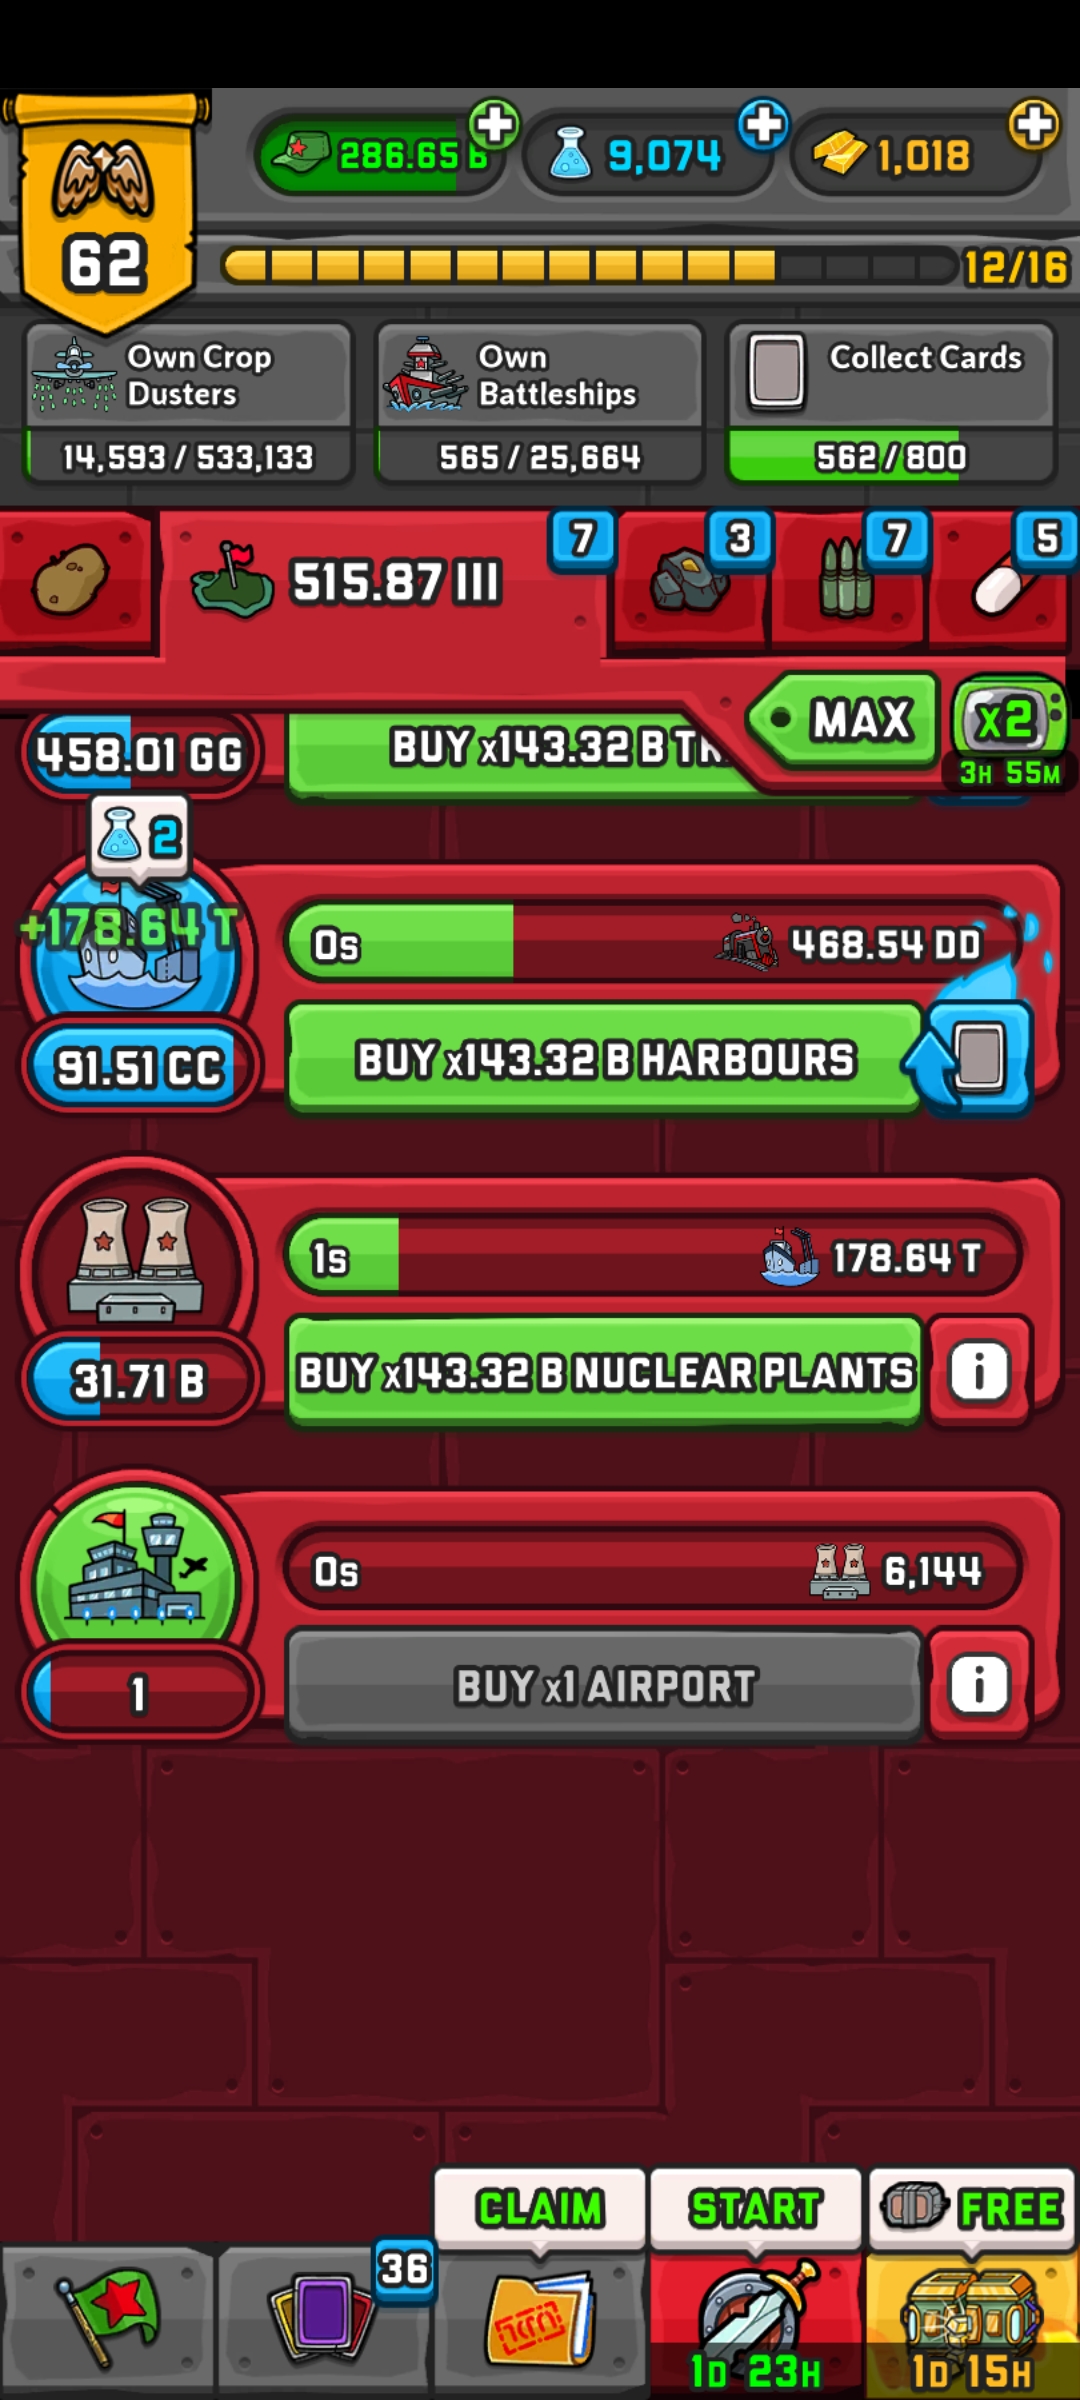 286.65 B
9,074
1,018
62
12/16
Own Crop
Dusters
14,593 / 533,133
Own
Battleships
565 / 25,664
Collect Cards
562 / 800
515.87 III
7
3
7
5
MAX
x2
3H 55M
458.01 GG
BUY x143.32 B
2
+178.64 T
0s
468.54 DD
91.51 CC
BUY x143.32 B HARBOURS
1s
178.64 T
31.71 B
BUY x143.32 B NUCLEAR PLANTS
i
0s
6,144
1
BUY x1 AIRPORT
i
CLAIM
START
FREE
36
1D 23H
1D 15H